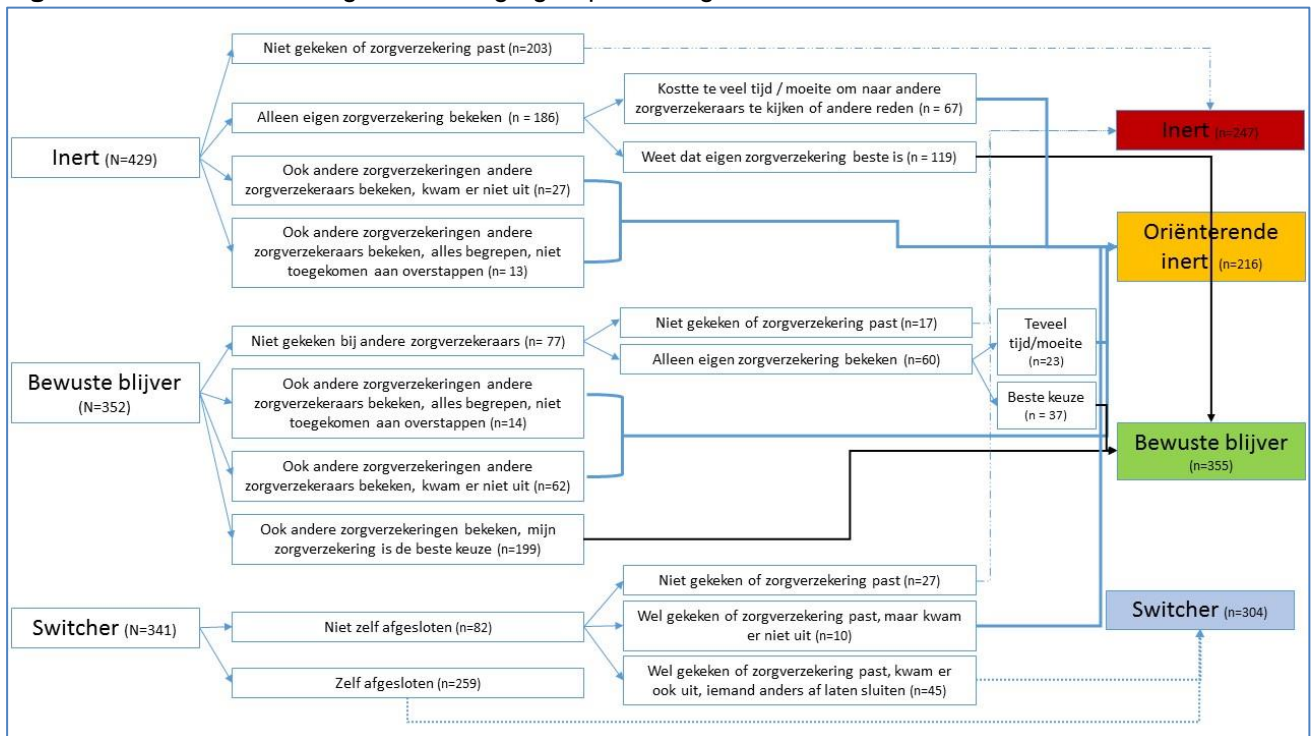 Niet gekeken of zorgverzekering past (n=203)
Alleen eigen zorgverzekering bekeken (n = 186)
Kostte te veel tijd / moeite om naar andere
zorgverzekeraars te kijken of andere reden (n = 67)
Weet dat eigen zorgverzekering beste is (n = 119)
Inert (N=429)
Ook andere zorgverzekeringen andere
zorgverzekeraars bekeken, kwam er niet uit (n=27)
Ook andere zorgverzekeringen andere
zorgverzekeraars bekeken, alles begrepen, niet
toegekomen aan overstappen (n= 13)
Inert (n=247)
Oriënterende
inert (n=216)
Niet gekeken bij andere zorgverzekeraars (n= 77)
Niet gekeken of zorgverzekering past(n=17)
Alleen eigen zorgverzekering bekeken (n=60)
Teveel
tijd/moeite
(n=23)
Beste keuze
(n = 37)
Bewuste blijver
(N=352)
Ook andere zorgverzekeringen andere
zorgverzekeraars bekeken, alles begrepen, niet
toegekomen aan overstappen (n=14)
Ook andere zorgverzekeringen andere
zorgverzekeraars bekeken, kwam er niet uit (n=62)
Ook andere zorgverzekeringen bekeken, mijn
zorgverzekering is de beste keuze (n=199)
Bewuste blijver
(n=355)
Switcher (N=341)
Niet zelf afgesloten (n=82)
Zelf afgesloten (n=259)
Niet gekeken of zorgverzekering past (n=27)
Wel gekeken of zorgverzekering past, maar kwam
er niet uit (n=10)
Wel gekeken of zorgverzekering past, kwam er
ook uit, iemand anders af laten sluiten (n=45)
Switcher (n=304)